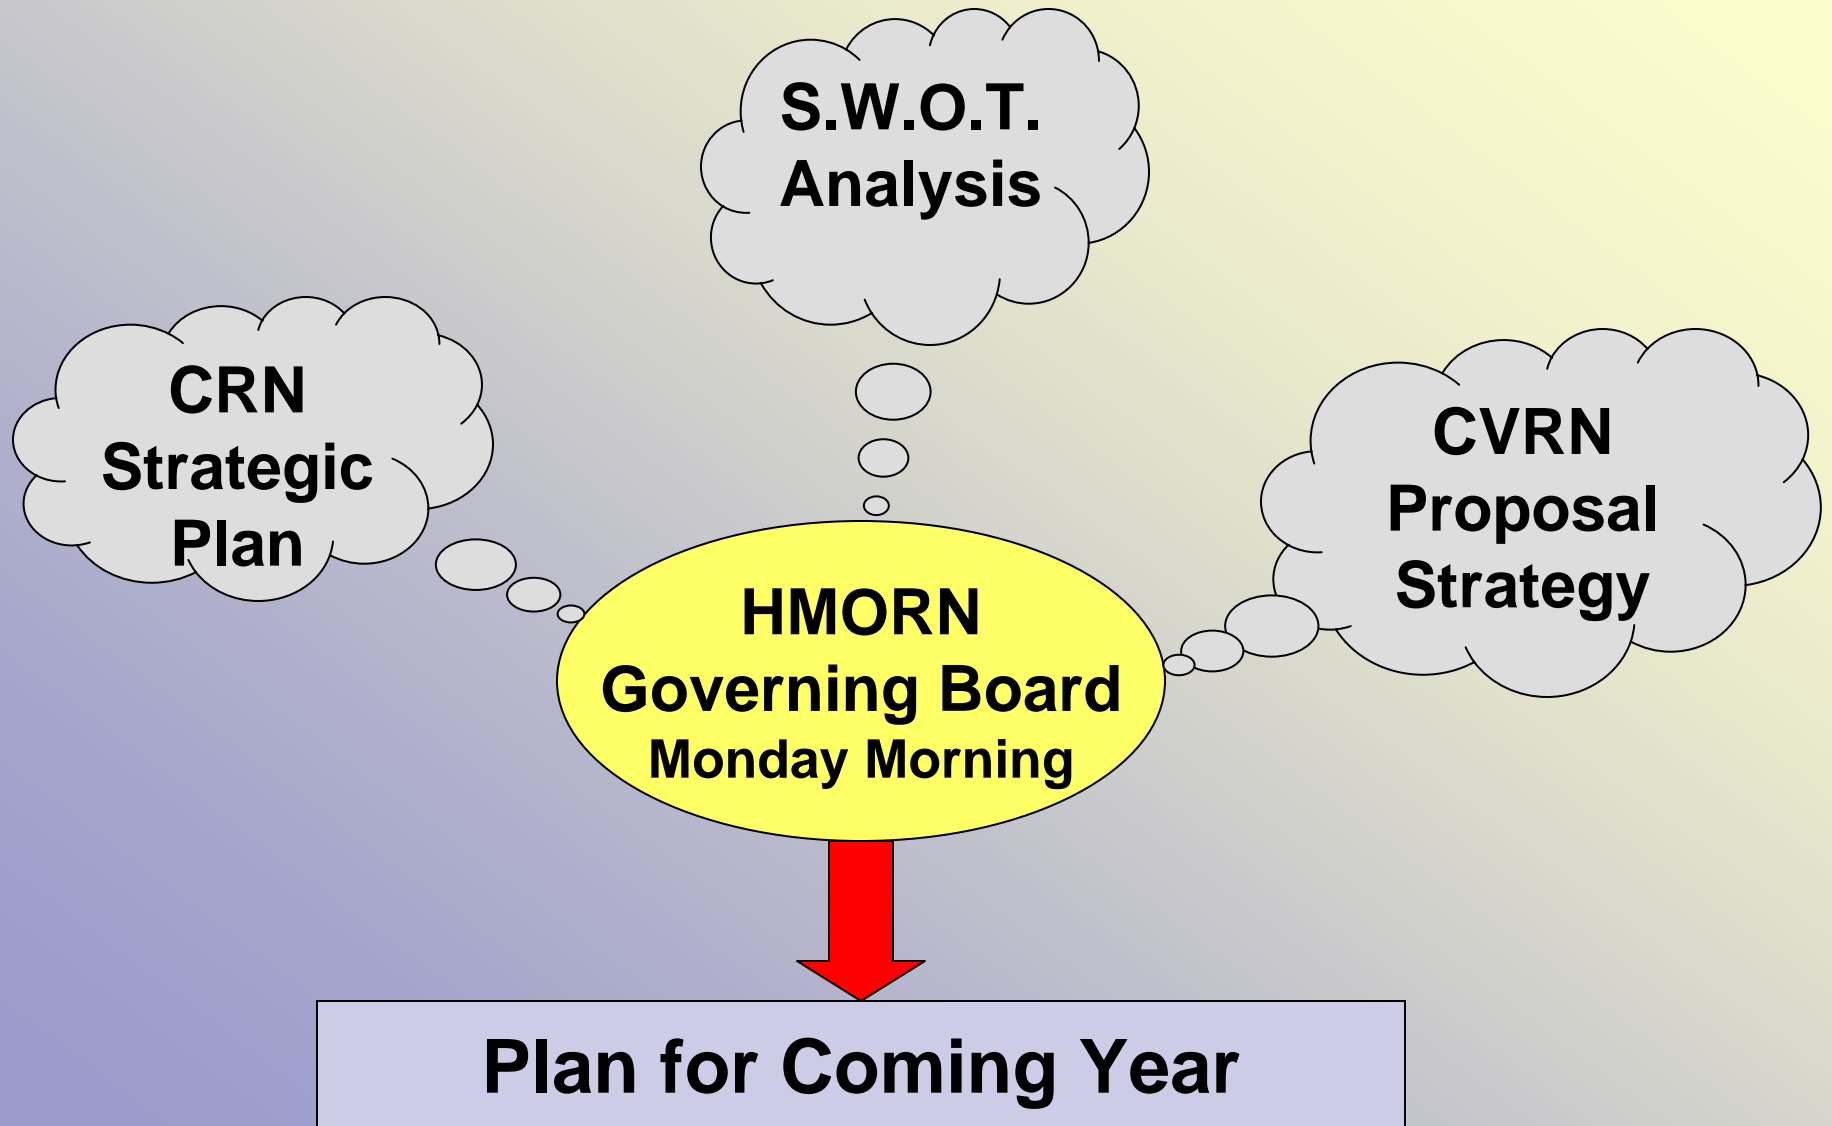 S.W.O.T.
Analysis
CRN
Strategic
Plan
CVRN
Proposal
Strategy
HMORN
Governing Board
Monday Morning
Plan for Coming Year